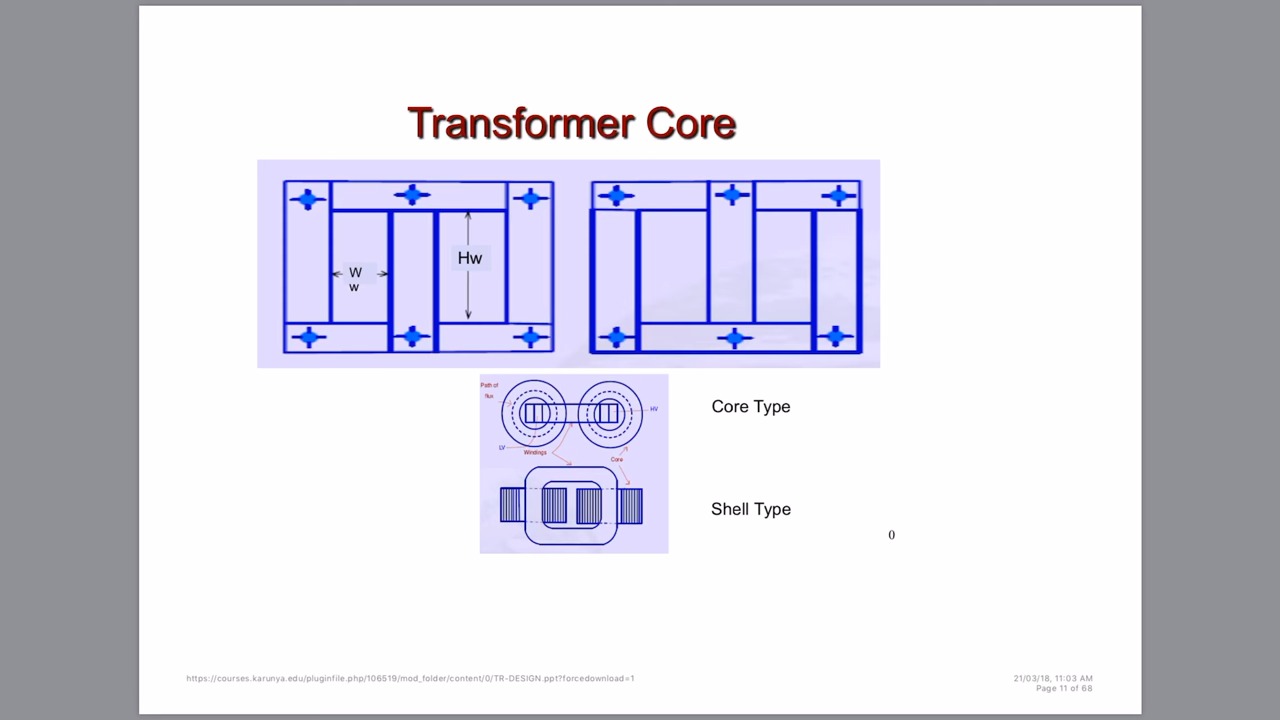 Transformer Core
Hw
W
w
Path of
flux
HV
Core Type
LV
Windings
Core
Shell Type
0
https://courses.karunya.edu/pluginfile.php/106519/mod_folder/content/0/TR-DESIGN.ppt?forcedownload=1
21/03/18, 11:03 AM
Page 11 of 68